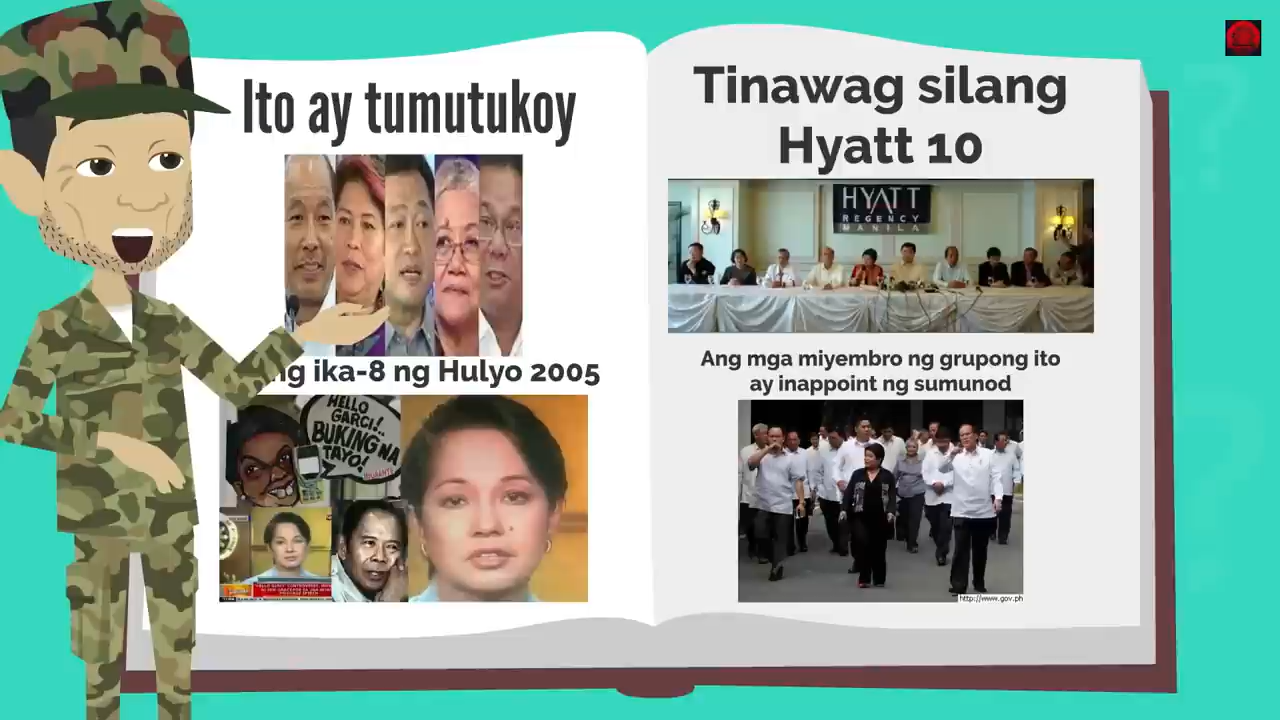 Ito ay tumutukoy
ng ika-8 ng Hulyo 2005
HELLO
GARCI!..
BUKING NA
TAYO!
Tinawag silang
Hyatt 10
HYATT
REGENCY
MANILA
Ang mga miyembro ng grupong ito
ay inappoint ng sumunod
http://www.gov.ph